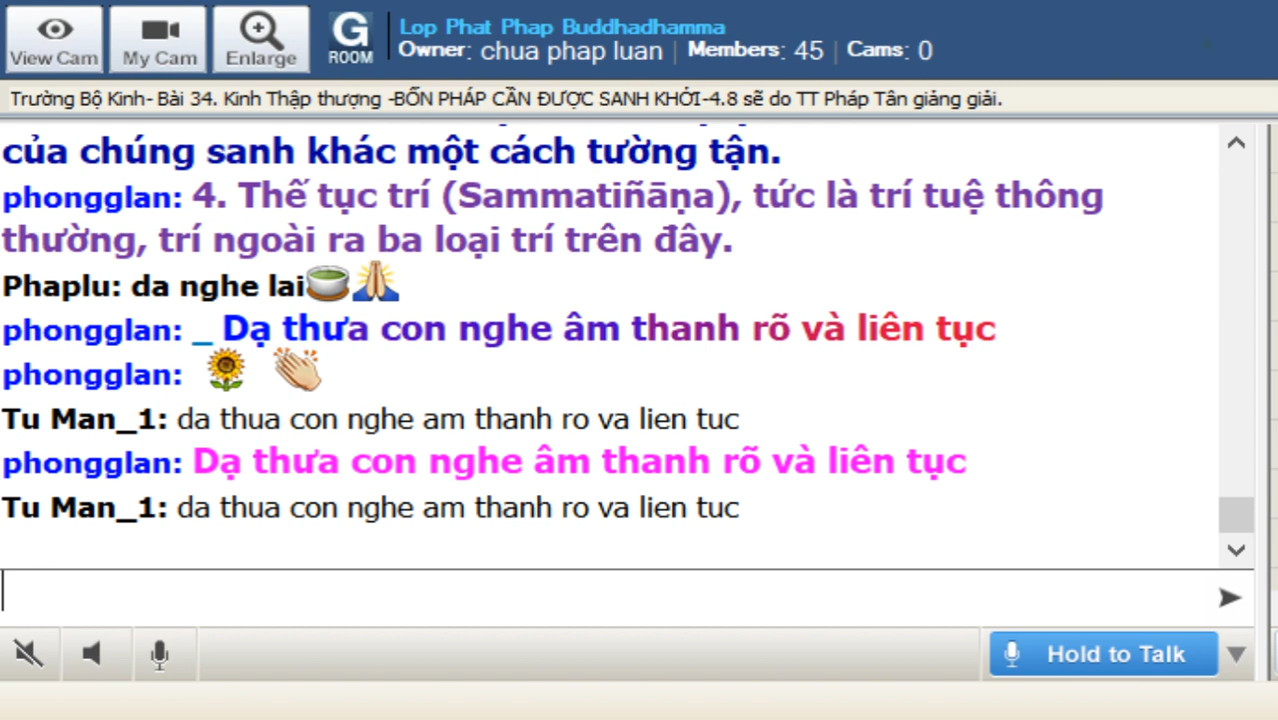 View Cam
My Cam
Enlarge
G
ROOM
Lop Phat Phap Buddhadhamma
Owner: chua phap luan | Members: 45 | Cams: 0
Trường Bộ Kinh- Bài 34. Kinh Thập thượng -BỐN PHÁP CẦN ĐƯỢC SANH KHỞI-4.8 sẽ do TT Pháp Tân giảng giải.
của chúng sanh khác một cách tường tận.
phongglan: 4. Thế tục trí (Sammatiñāṇa), tức là trí tuệ thông
thường, trí ngoài ra ba loại trí trên đây.
Phaplu: da nghe lai
phongglan: _ Dạ thưa con nghe âm thanh rõ và liên tục
phongglan:
Tu Man_1: da thua con nghe am thanh ro va lien tuc
phongglan: Dạ thưa con nghe âm thanh rõ và liên tục
Tu Man_1: da thua con nghe am thanh ro va lien tuc
Hold to Talk